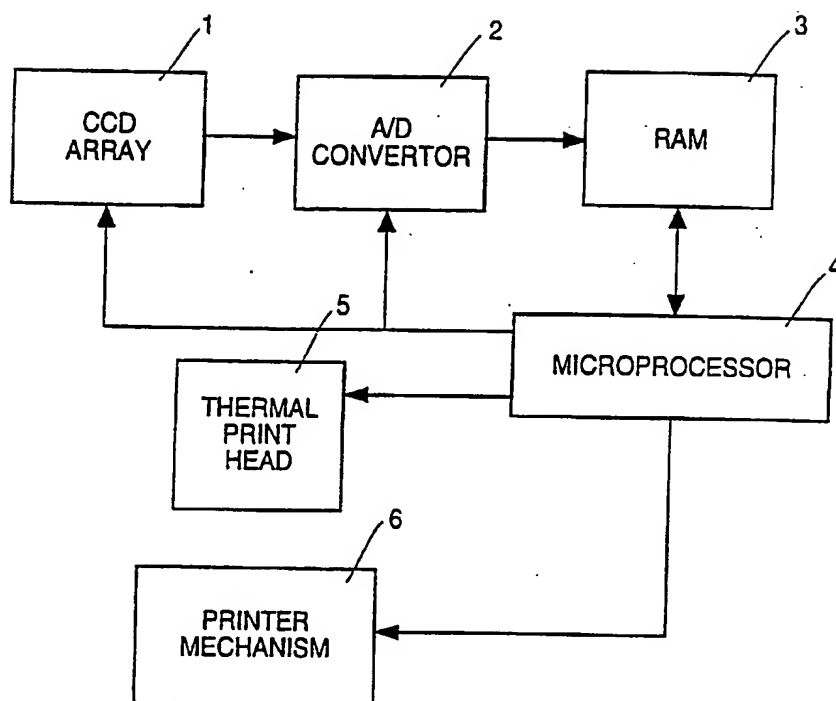 1
CCD
ARRAY
2
A/D
CONVERTOR
3
RAM
4
MICROPROCESSOR
5
THERMAL
PRINT
HEAD
6
PRINTER
MECHANISM